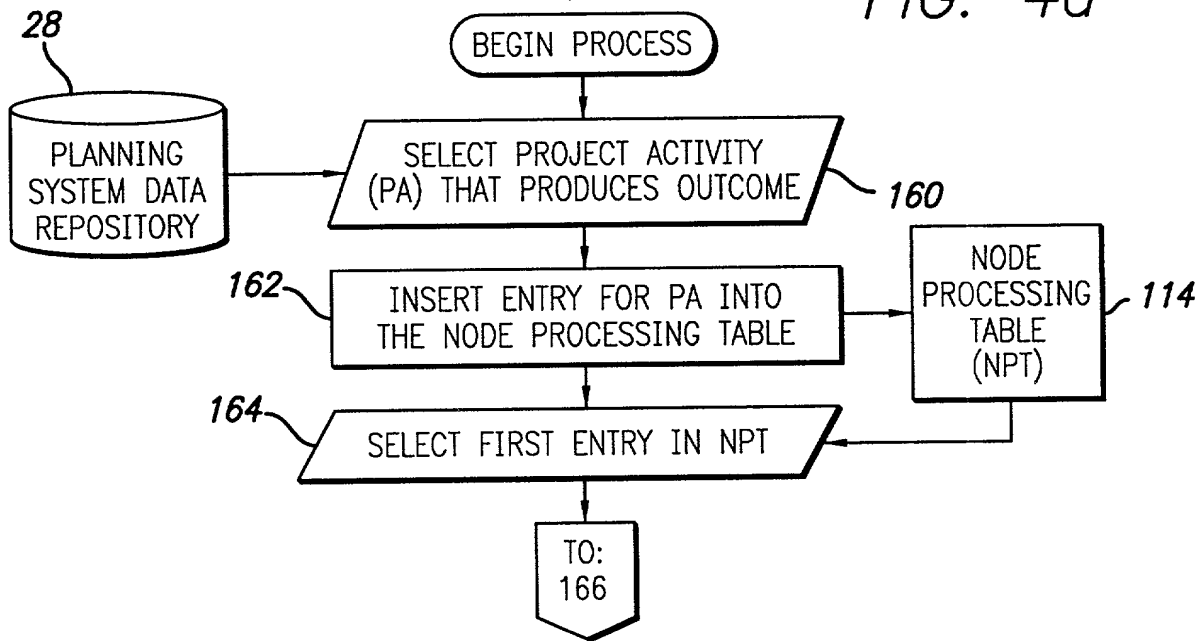 FIG. 4a
28
BEGIN PROCESS
PLANNING
SYSTEM DATA
REPOSITORY
SELECT PROJECT ACTIVITY
(PA) THAT PRODUCES OUTCOME
160
162
INSERT ENTRY FOR PA INTO
THE NODE PROCESSING TABLE
NODE
PROCESSING
TABLE
(NPT)
114
164
SELECT FIRST ENTRY IN NPT
TO:
166